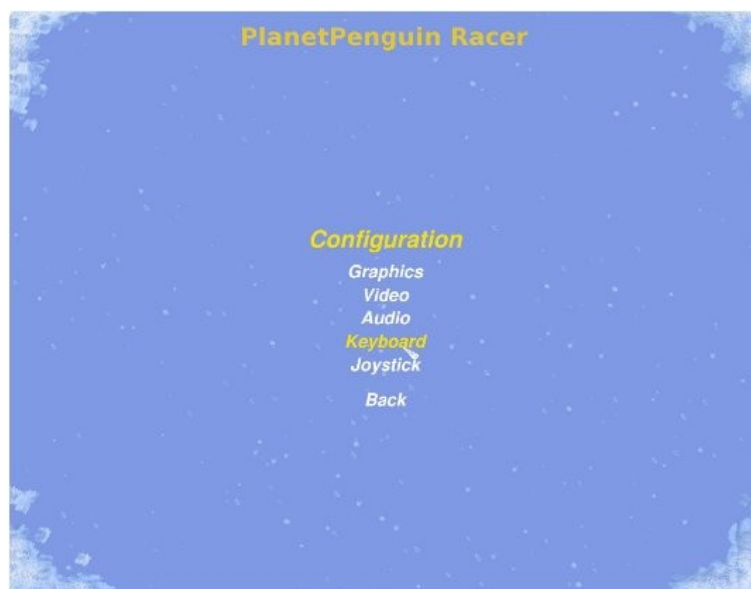 PlanetPenguin Racer
Configuration
Graphics
Video
Audio
Keyboard
Joystick
Back